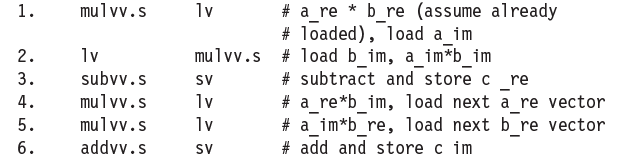 1. mulvv.s lv # a_re * b_re (assume already
# loaded), load a_im
2. lv mulvv.s # load b_im, a_im*b_im
3. subvv.s sv # subtract and store c _re
4. mulvv.s lv # a_re*b_im, load next a_re vector
5. mulvv.s lv # a_im*b_re, load next b_re vector
6. addvv.s sv # add and store c_im